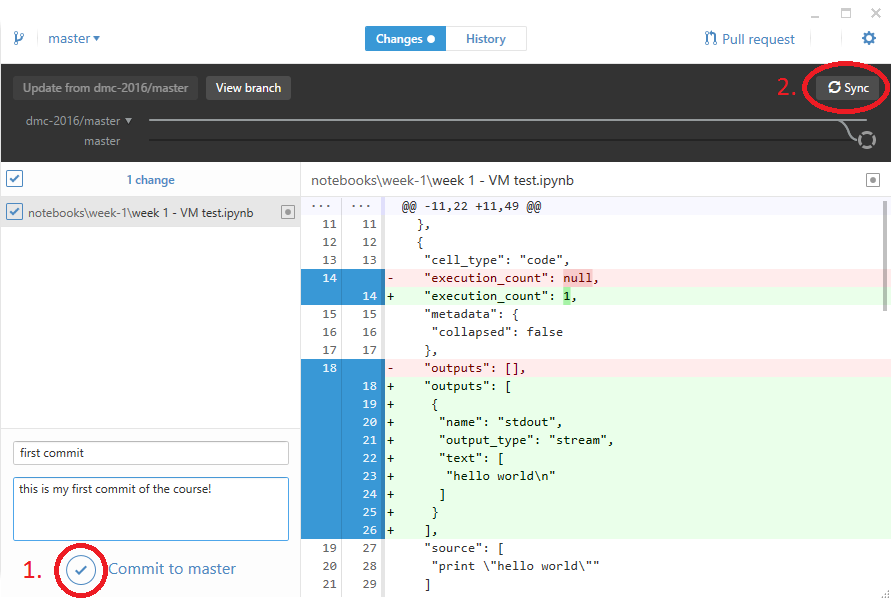 master
Changes
History
Pull request
Update from dmc-2016/master
View branch
2.
Sync
dmc-2016/master
master
1 change
notebooks\week-1\week 1 - VM test.ipynb
notebooks\week-1\week 1 - VM test.ipynb
... ... @@ -11,22 +11,49 @@
11 11 },
12 12 {
13 13 "cell_type": "code",
14 - "execution_count": null,
14 + "execution_count": 1,
15 15 "metadata": {
16 16 "collapsed": false
17 17 },
18 - "outputs": [],
18 + "outputs": [
19 + {
20 + "name": "stdout",
21 + "output_type": "stream",
22 + "text": [
23 + "hello world\n"
24 + ]
25 + }
26 + ],
19 27 "source": [
20 28 "print \"hello world\""
21 29 ]
first commit
this is my first commit of the course!
1.
Commit to master